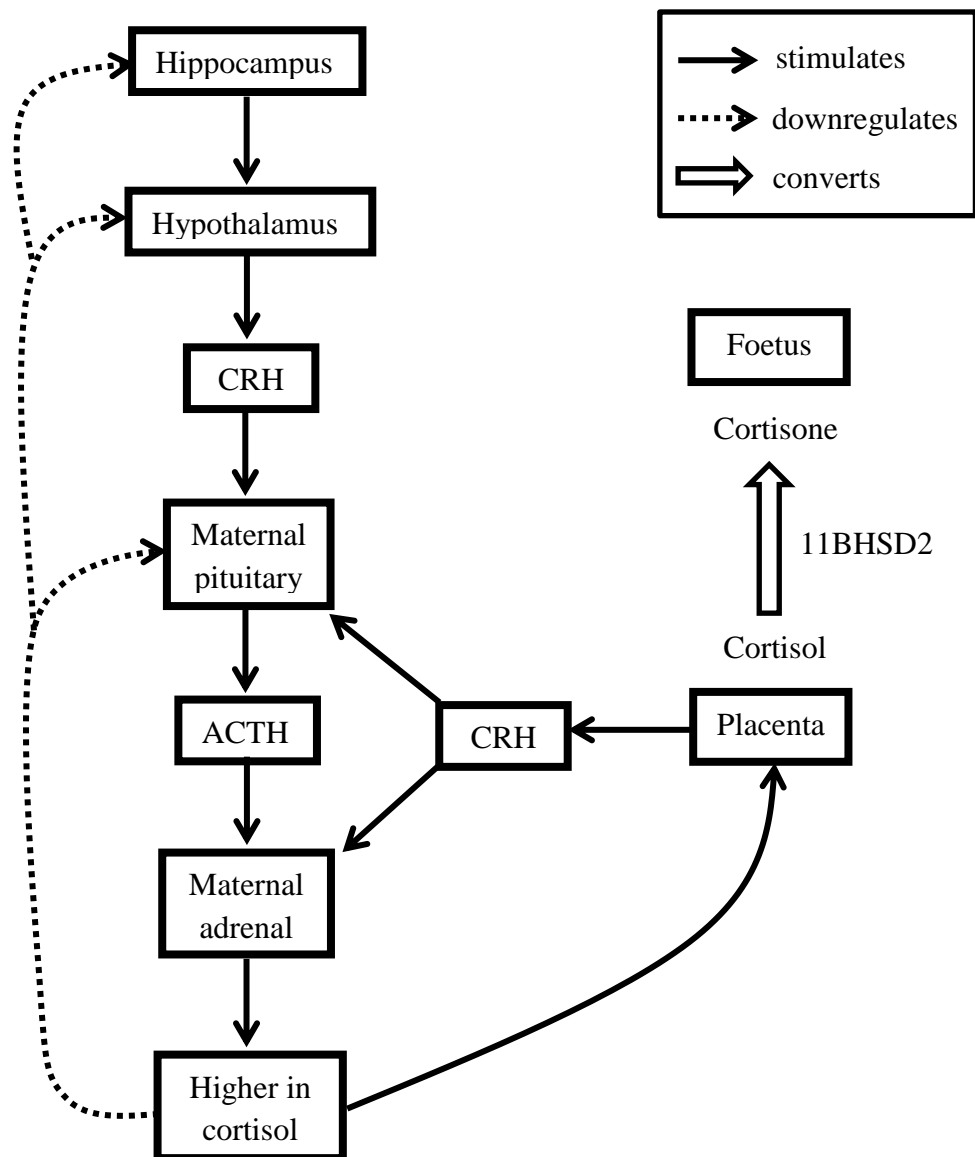 Hippocampus
stimulates
downregulates
converts
Hypothalamus
CRH
Foetus
Cortisone
Maternal
pituitary
11BHSD2
Cortisol
ACTH
CRH
Placenta
Maternal
adrenal
Higher in
cortisol